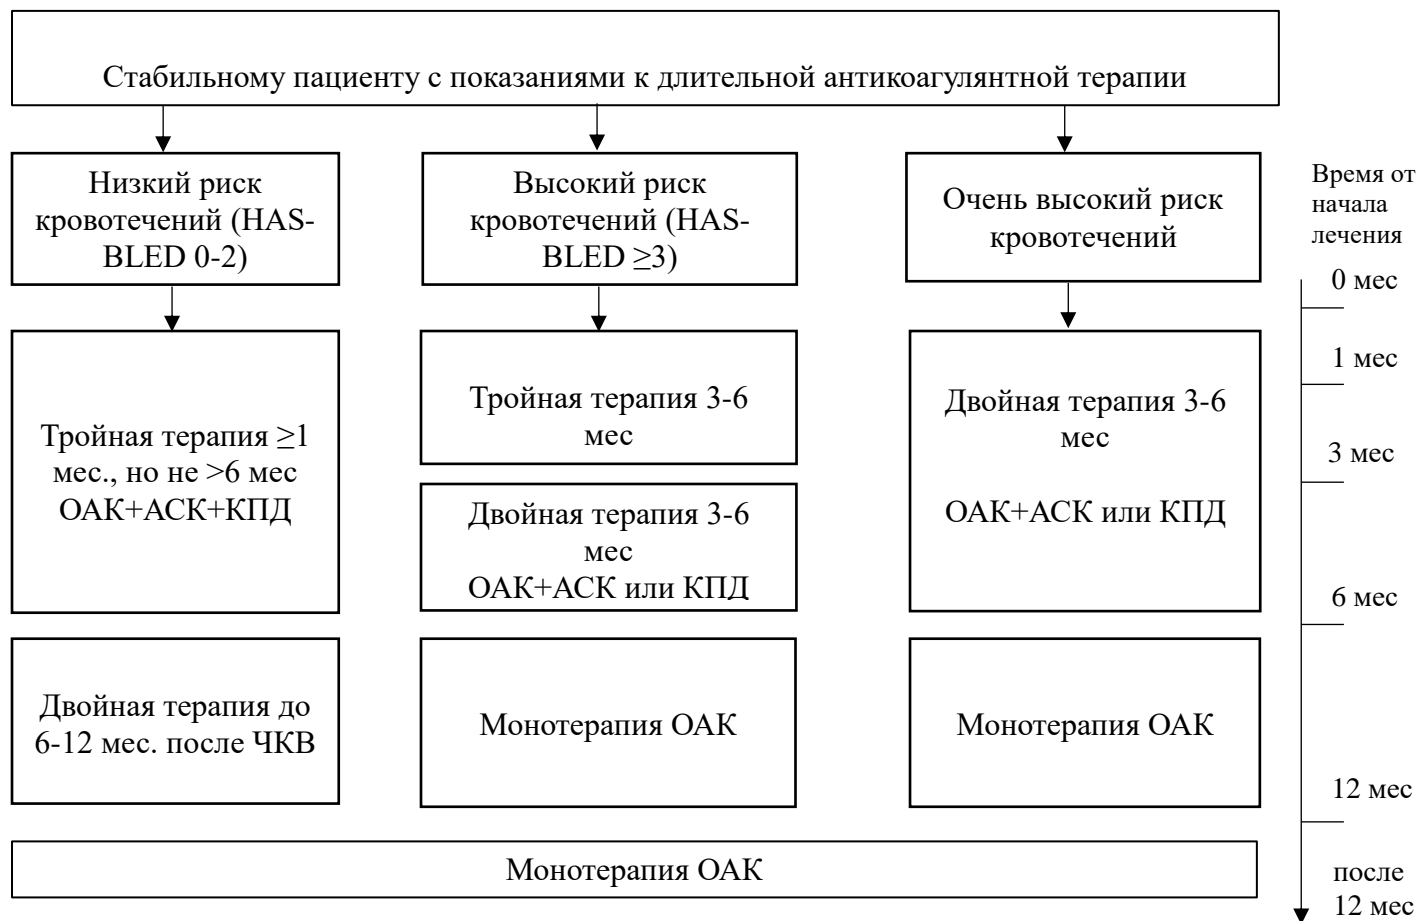 Стабильному пациенту с показаниями к длительной антикоагулянтной терапии
Низкий риск
кровотечений (HAS-
BLED 0-2)
Высокий риск
кровотечений (HAS-
BLED ≥3)
Очень высокий риск
кровотечений
Время от
начала
лечения
0 мес
1 мес
3 мес
6 мес
12 мес
после
12 мес
Тройная терапия ≥1
мес., но не >6 мес
ОАК+АСК+КПД
Тройная терапия 3-6
мес
Двойная терапия 3-6
мес
ОАК+АСК или КПД
Двойная терапия 3-6
мес
ОАК+АСК или КПД
Двойная терапия до
6-12 мес. после ЧКВ
Монотерапия ОАК
Монотерапия ОАК
Монотерапия ОАК